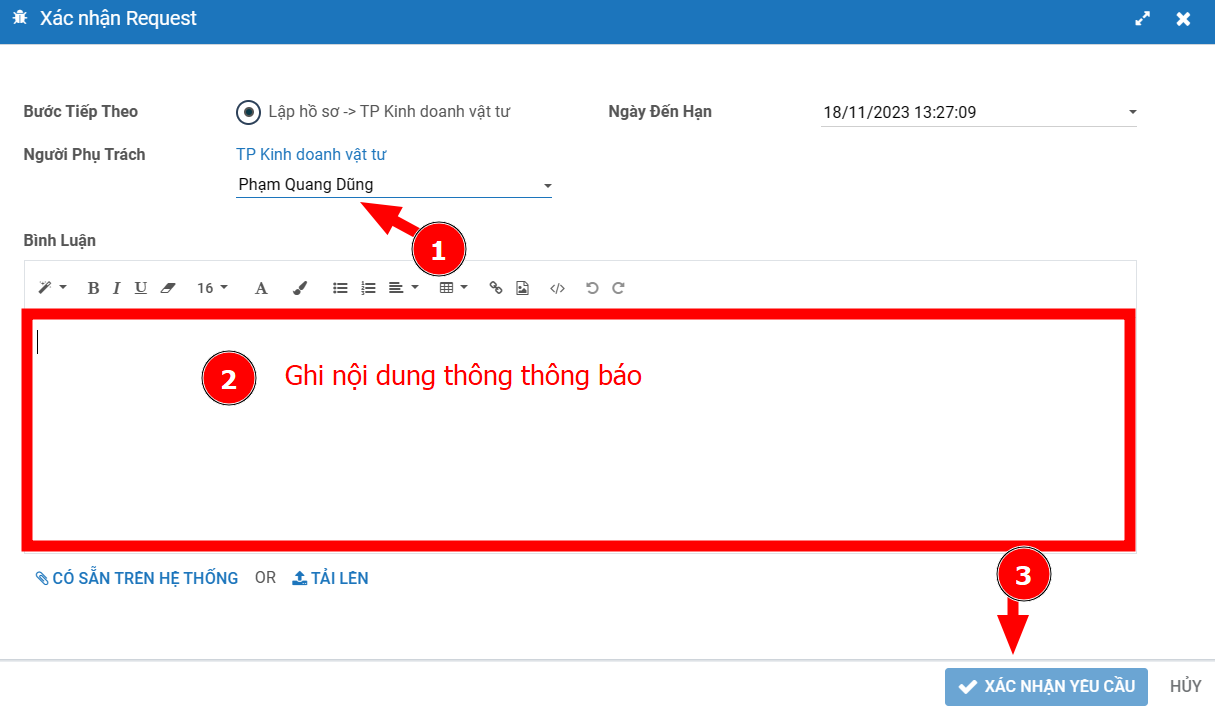 Xác nhận Request
Bước Tiếp Theo
Lập hồ sơ -> TP Kinh doanh vật tư
Ngày Đến Hạn
18/11/2023 13:27:09
Người Phụ Trách
TP Kinh doanh vật tư
Phạm Quang Dũng
1
Bình Luận
B I U 16 A
2 Ghi nội dung thông thông báo
CÓ SẴN TRÊN HỆ THỐNG OR TẢI LÊN
3
XÁC NHẬN YÊU CẦU HỦY